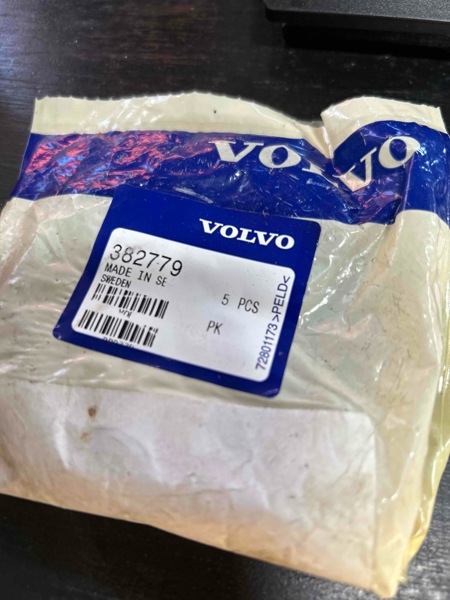 VOLVO
VOLVO
382779
MADE IN SE
SWEDEN
5 PCS
PK
72801173 >PELD<